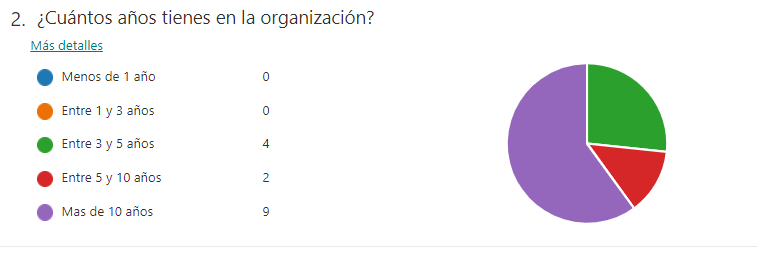 2. ¿Cuántos años tienes en la organización?
Más detalles
Menos de 1 año 0
Entre 1 y 3 años 0
Entre 3 y 5 años 4
Entre 5 y 10 años 2
Mas de 10 años 9